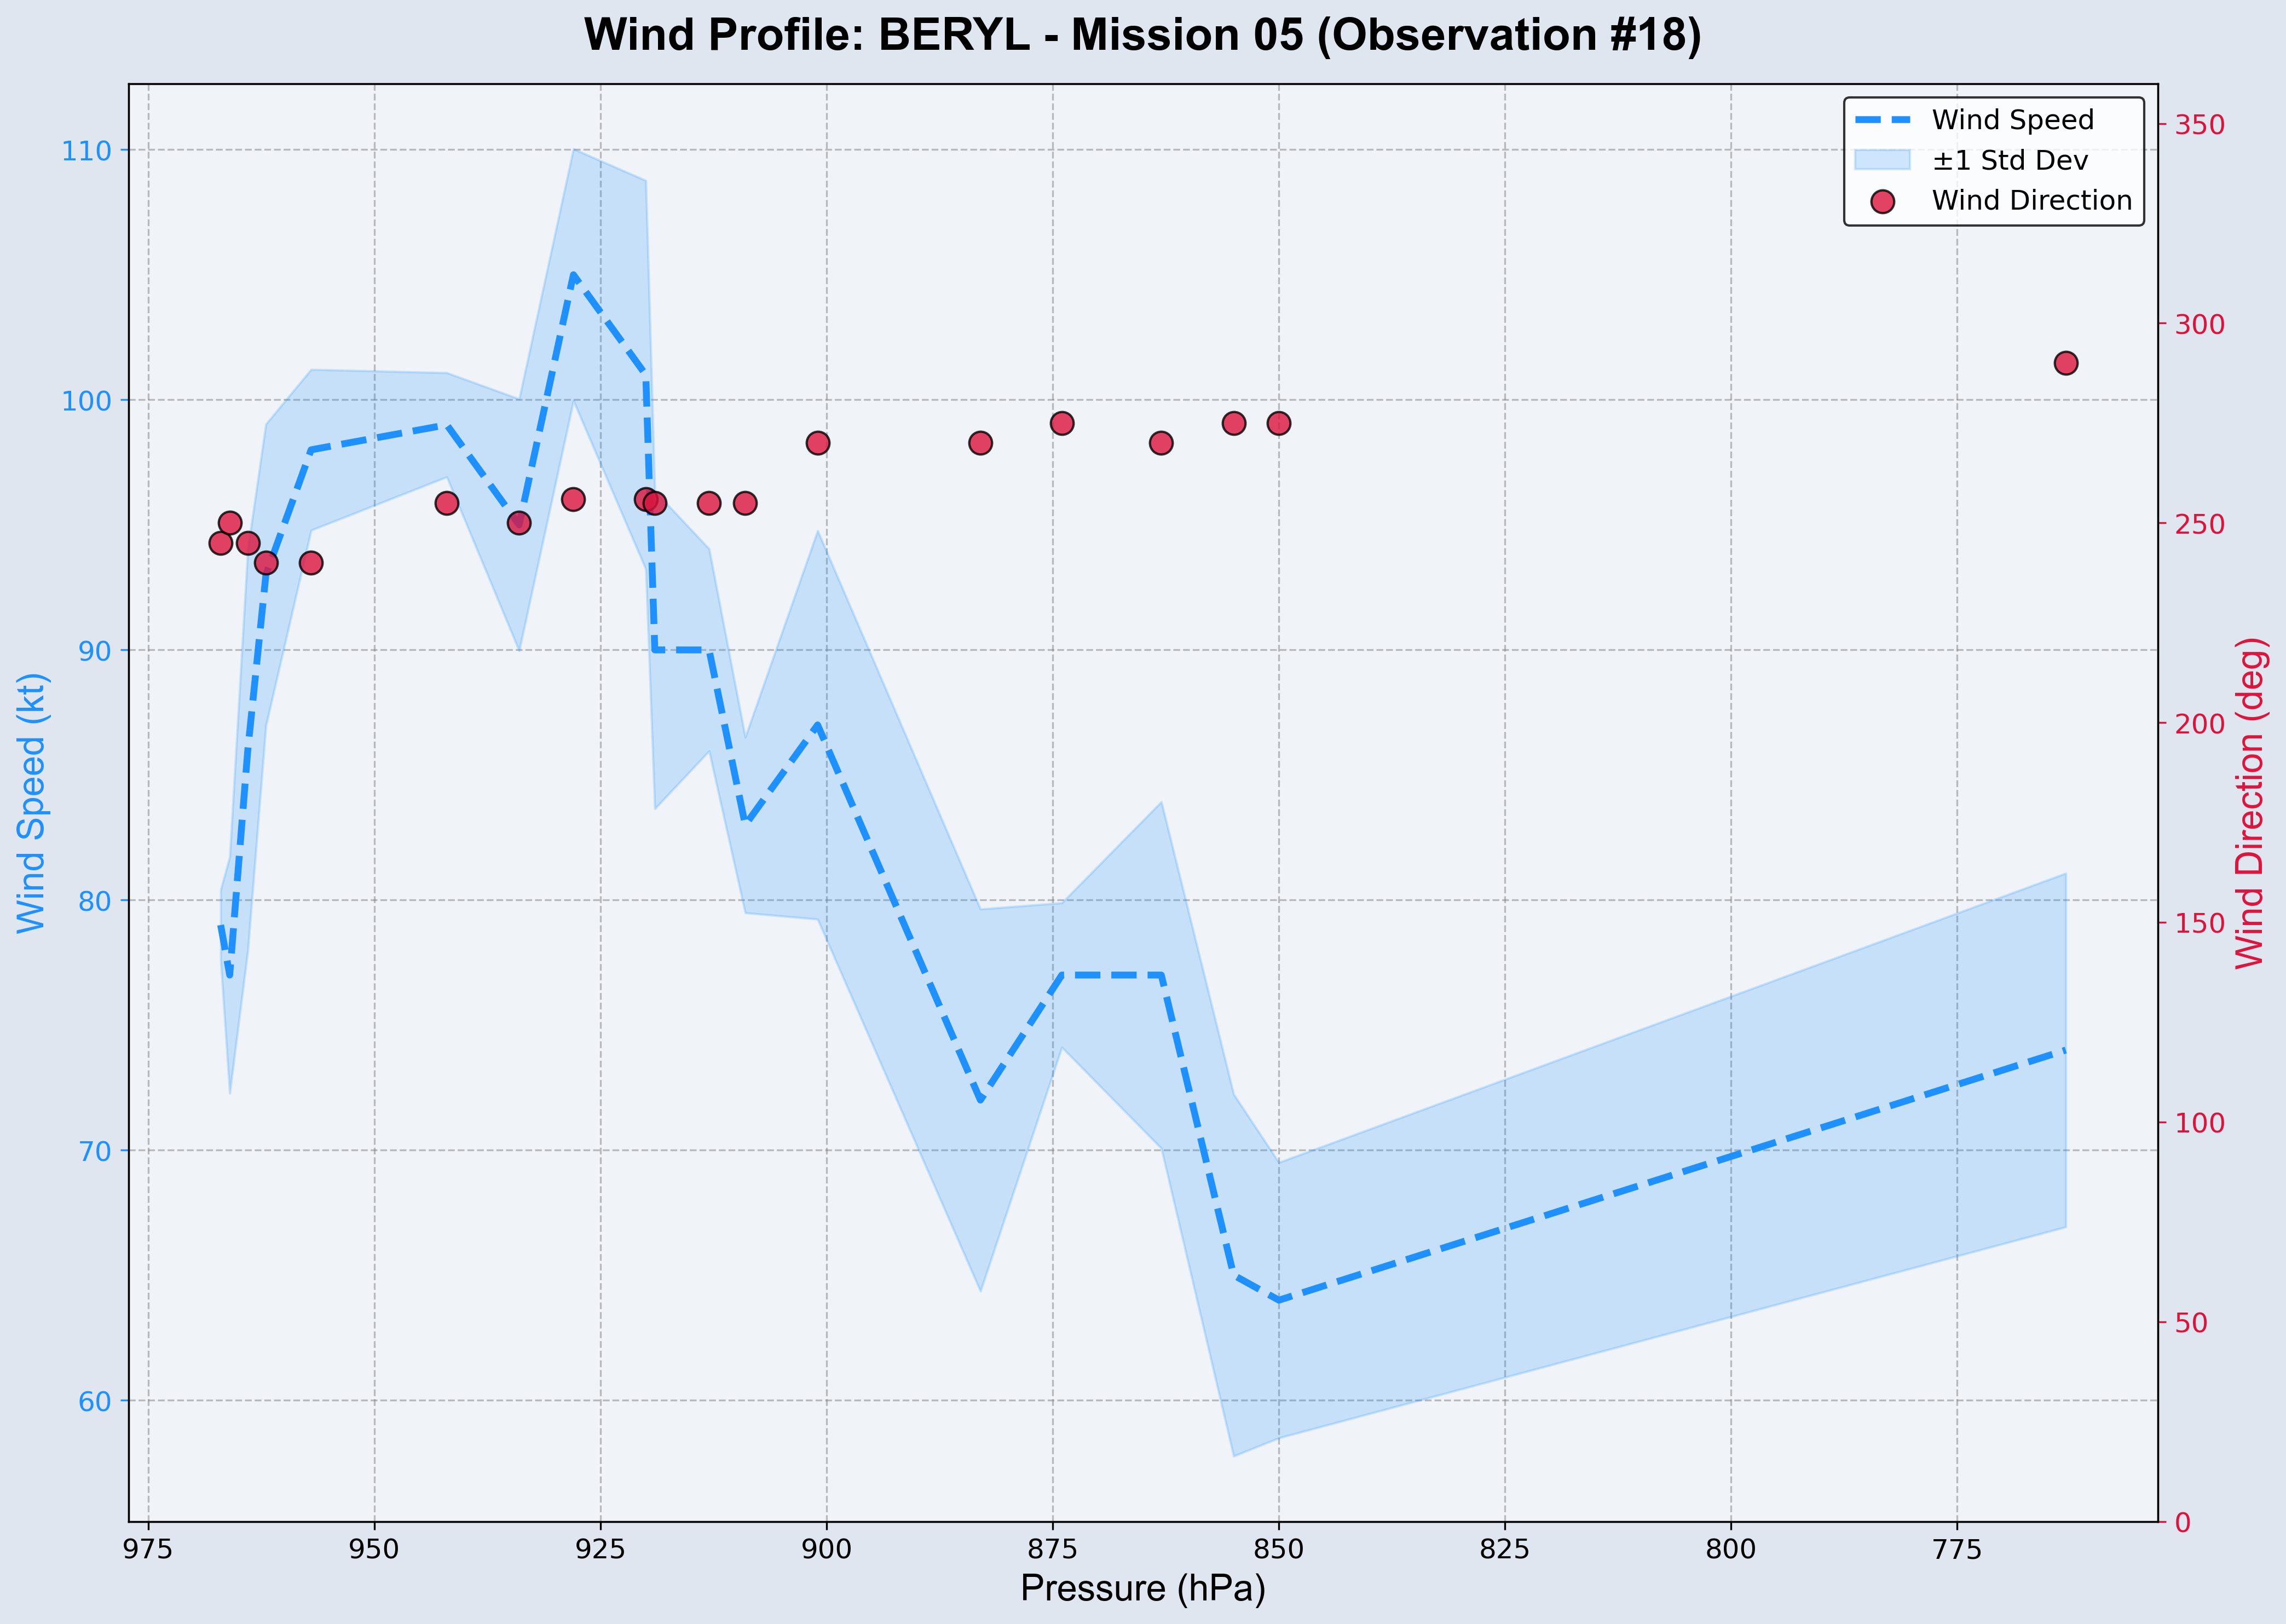 Wind Profile: BERYL - Mission 05 (Observation #18)
Wind Speed
±1 Std Dev
Wind Direction
Wind Speed (kt)
110
100
90
80
70
60
Wind Direction (deg)
350
300
250
200
150
100
50
0
975 950 925 900 875 850 825 800 775
Pressure (hPa)